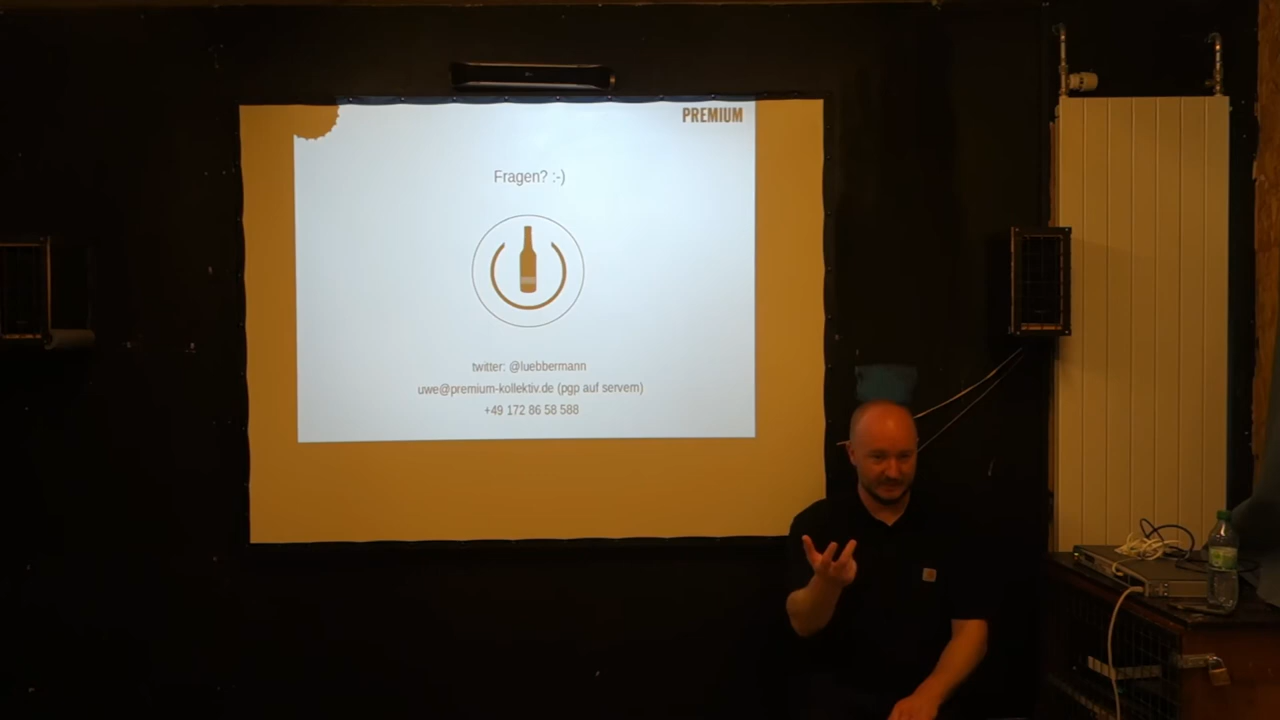 PREMIUM
Fragen? :-)
twitter: @luebbermann
uwe@premium-kollektiv.de (pgp auf servern)
+49 172 86 58 588